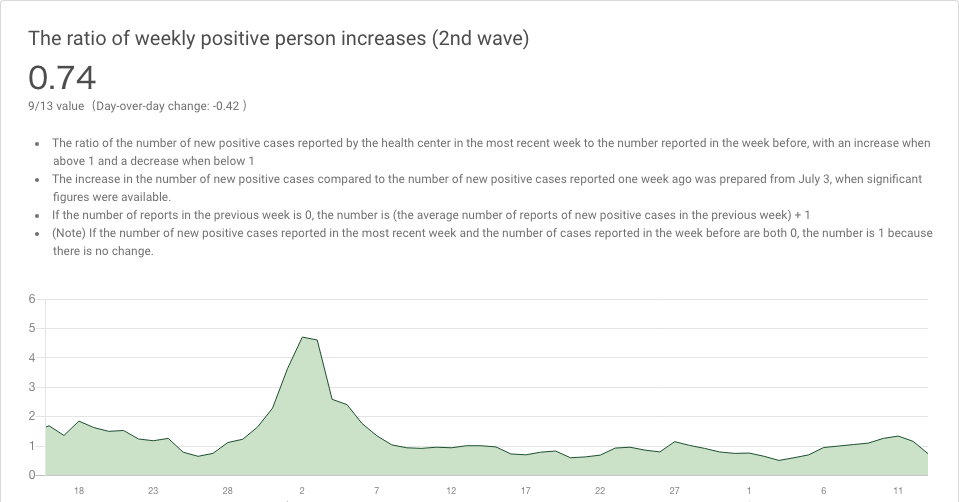 The ratio of weekly positive person increases (2nd wave)
0.74
9/13 value (Day-over-day change: -0.42 )
• The ratio of the number of new positive cases reported by the health center in the most recent week to the number reported in the week before, with an increase when
above 1 and a decrease when below 1
• The increase in the number of new positive cases compared to the number of new positive cases reported one week ago was prepared from July 3, when significant
figures were available.
• If the number of reports in the previous week is 0, the number is (the average number of reports of new positive cases in the previous week) + 1
• (Note) If the number of new positive cases reported in the most recent week and the number of cases reported in the week before are both 0, the number is 1 because
there is no change.
6
5
4
3
2
1
0
18 23 28 2 7 12 17 22 27 1 6 11